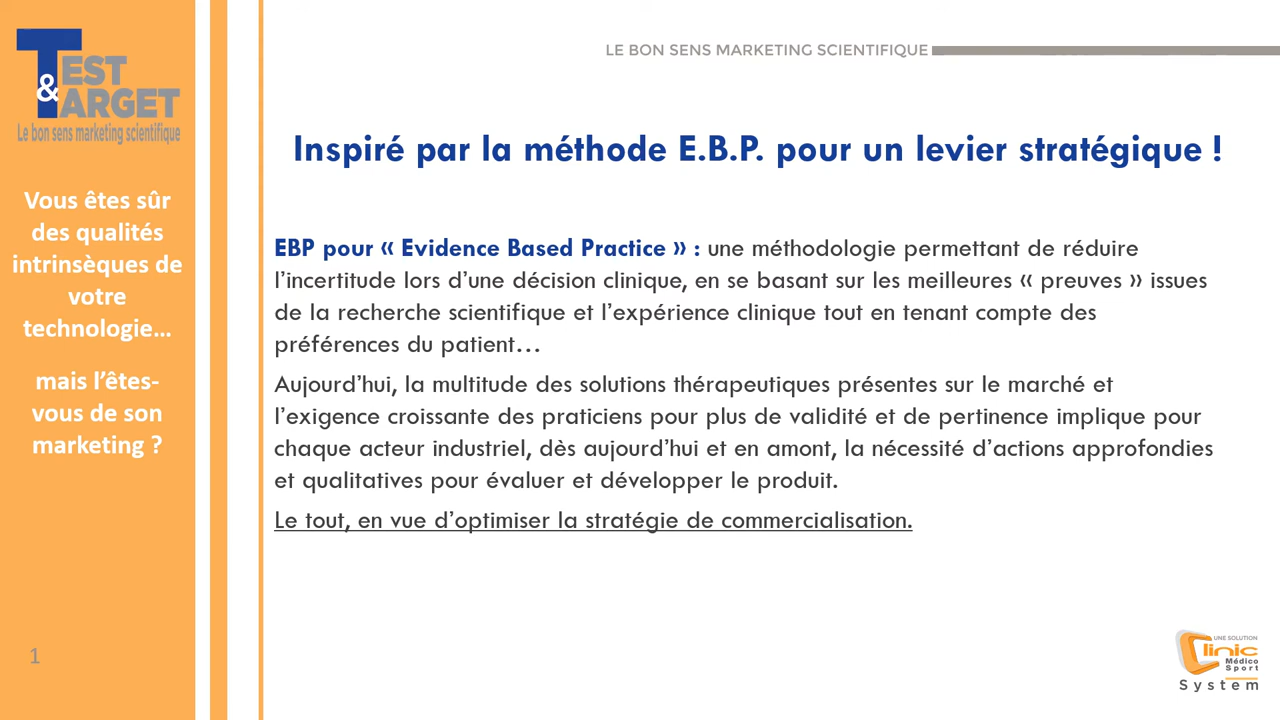 TEST
& TARGET
Le bon sens marketing scientifique
Vous êtes sûr
des qualités
intrinsèques de
votre
technologie...
mais l’êtes-
vous de son
marketing ?
1
LE BON SENS MARKETING SCIENTIFIQUE
Inspiré par la méthode E.B.P. pour un levier stratégique !
EBP pour « Evidence Based Practice » : une méthodologie permettant de réduire
l’incertitude lors d’une décision clinique, en se basant sur les meilleures « preuves » issues
de la recherche scientifique et l’expérience clinique tout en tenant compte des
préférences du patient…
Aujourd’hui, la multitude des solutions thérapeutiques présentes sur le marché et
l’exigence croissante des praticiens pour plus de validité et de pertinence implique pour
chaque acteur industriel, dès aujourd’hui et en amont, la nécessité d’actions approfondies
et qualitatives pour évaluer et développer le produit.
Le tout, en vue d’optimiser la stratégie de commercialisation.
UNE SOLUTION
Clinic
Médico
Sport
System